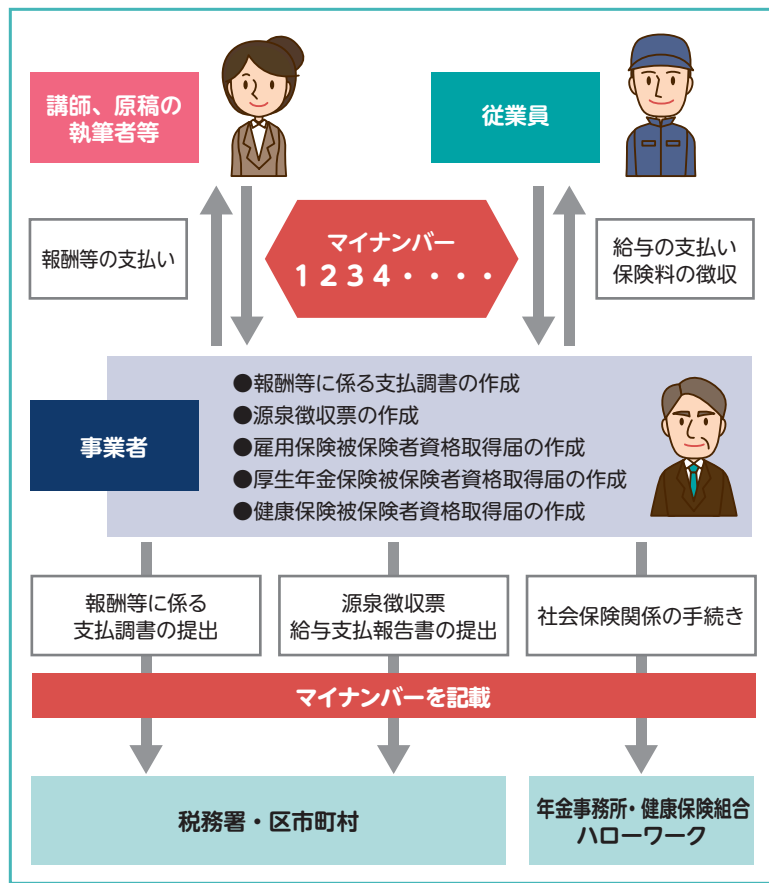 講師、原稿の
執筆者等
従業員
報酬等の支払い
マイナンバー
1234・・・・
給与の支払い
保険料の徴収
事業者
●報酬等に係る支払調書の作成
●源泉徴収票の作成
●雇用保険被保険者資格取得届の作成
●厚生年金保険被保険者資格取得届の作成
●健康保険被保険者資格取得届の作成
報酬等に係る
支払調書の提出
源泉徴収票
給与支払報告書の提出
社会保険関係の手続き
マイナンバーを記載
税務署・区市町村
年金事務所・健康保険組合
ハローワーク